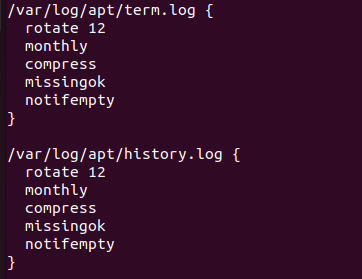 /var/log/apt/term.log {
  rotate 12
  monthly
  compress
  missingok
  notifempty
}

/var/log/apt/history.log {
  rotate 12
  monthly
  compress
  missingok
  notifempty
}